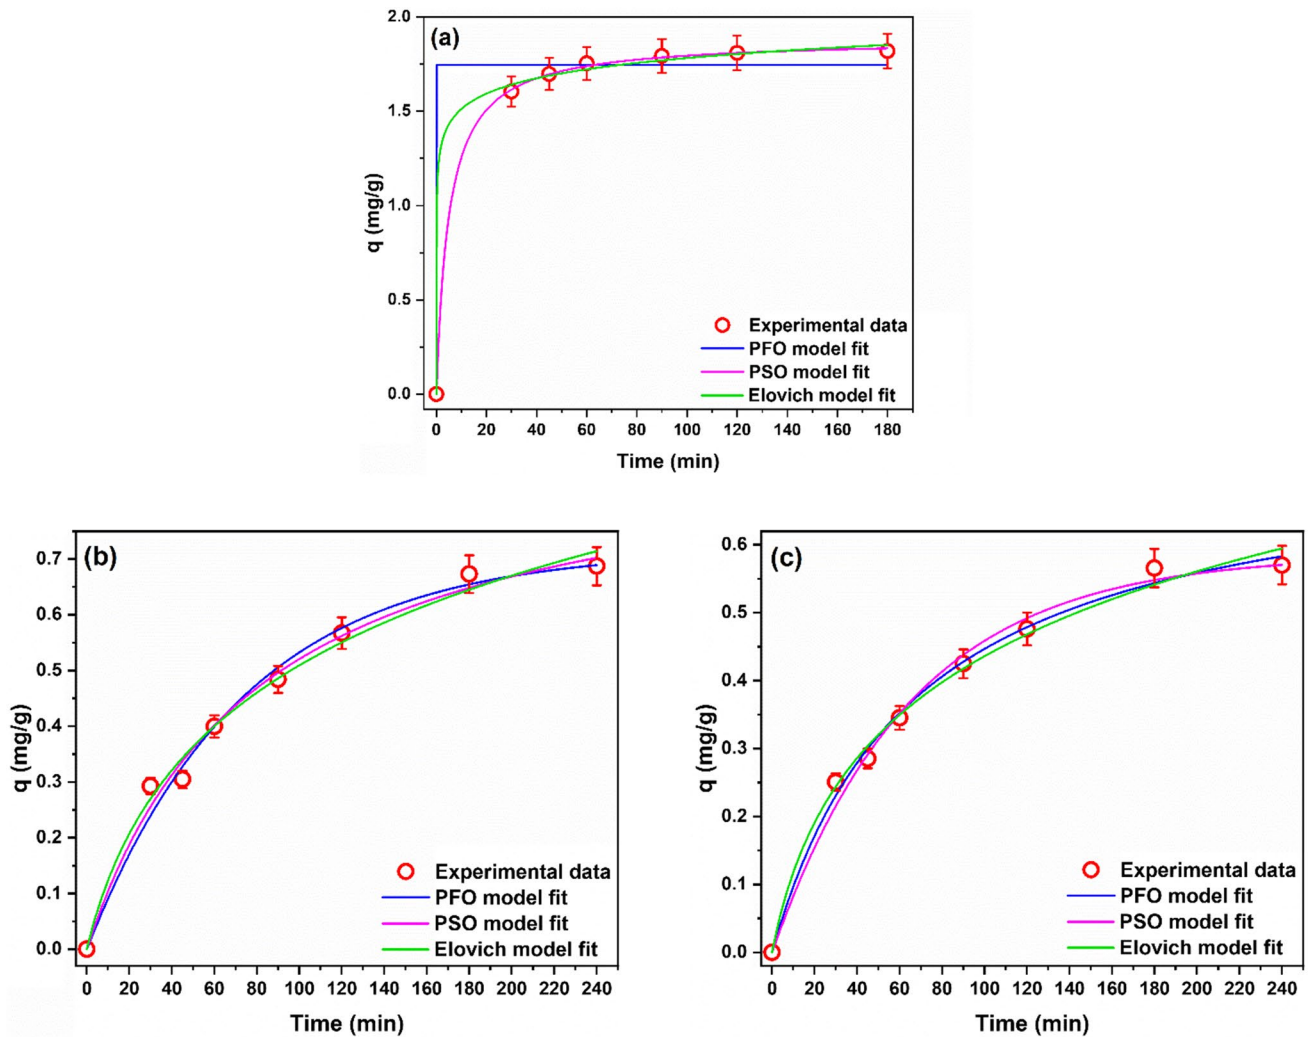 (a)
2.0
1.5
1.0
0.5
0.0
q (mg/g)
Experimental data
PFO model fit
PSO model fit
Elovich model fit
0 20 40 60 80 100 120 140 160 180
Time (min)
(b)
0.7
0.6
0.5
0.4
0.3
0.2
0.1
0.0
q (mg/g)
Experimental data
PFO model fit
PSO model fit
Elovich model fit
0 20 40 60 80 100 120 140 160 180 200 220 240
Time (min)
(c)
0.6
0.5
0.4
0.3
0.2
0.1
0.0
q (mg/g)
Experimental data
PFO model fit
PSO model fit
Elovich model fit
0 20 40 60 80 100 120 140 160 180 200 220 240
Time (min)